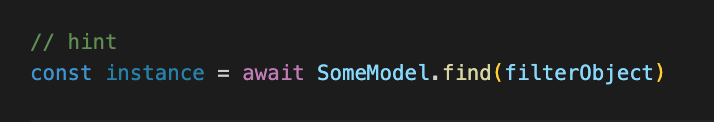 // hint
const instance = await SomeModel.find(filterObject)